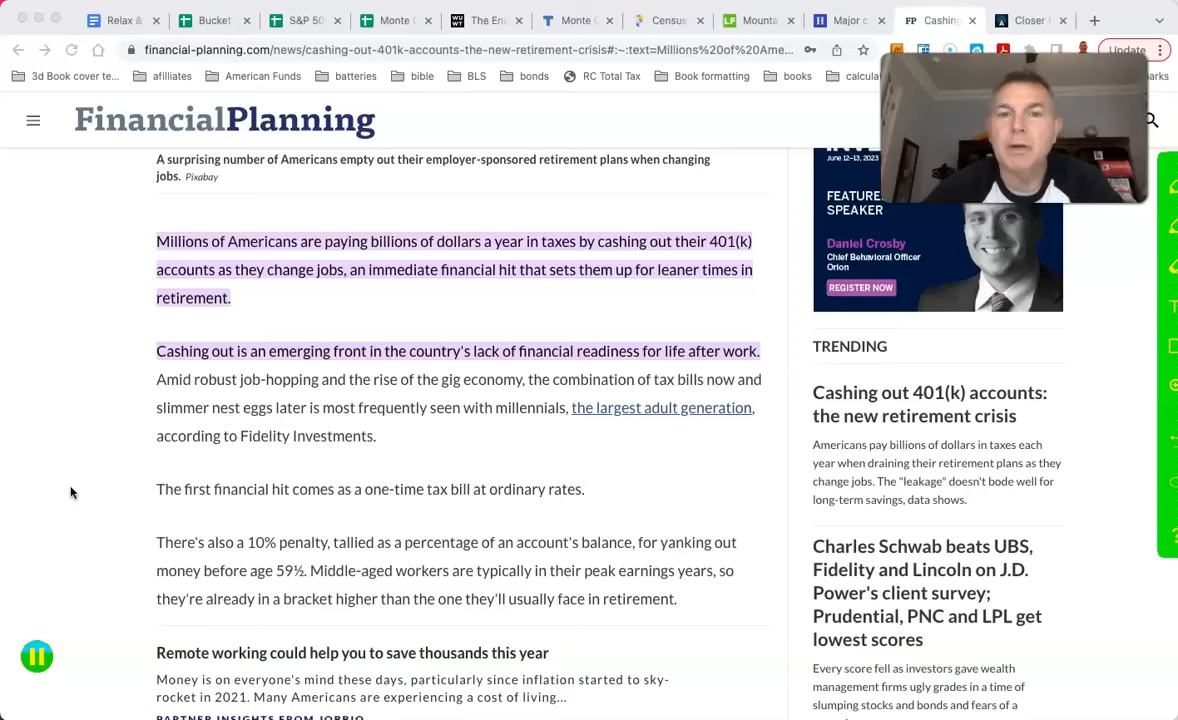 Relax &
Bucket
S&P 50
Monte
The En
Monte C
Census
Mounta
Major c
Cashing
Closer
financial-planning.com/news/cashing-out-401k-accounts-the-new-retirement-crisis#:~:text=Millions%20of%20Ame...
Update
3d Book cover te...
afiliates
American Funds
batteries
bible
BLS
bonds
RC Total Tax
Book formatting
books
calcula
arks
FinancialPlanning
A surprising number of Americans empty out their employer-sponsored retirement plans when changing
jobs. Pixabay
Millions of Americans are paying billions of dollars a year in taxes by cashing out their 401(k)
accounts as they change jobs, an immediate financial hit that sets them up for leaner times in
retirement.
Cashing out is an emerging front in the country's lack of financial readiness for life after work.
Amid robust job-hopping and the rise of the gig economy, the combination of tax bills now and
slimmer nest eggs later is most frequently seen with millennials, the largest adult generation,
according to Fidelity Investments.
The first financial hit comes as a one-time tax bill at ordinary rates.
There's also a 10% penalty, tallied as a percentage of an account's balance, for yanking out
money before age 59½. Middle-aged workers are typically in their peak earnings years, so
they're already in a bracket higher than the one they'll usually face in retirement.
Remote working could help you to save thousands this year
Money is on everyone's mind these days, particularly since inflation started to sky-
rocket in 2021. Many Americans are experiencing a cost of living...
PARTNER INSIGHTS FROM JOBBIO
June 12–13, 2023
FEATURE
SPEAKER
Daniel Crosby
Chief Behavioral Officer
Orion
REGISTER NOW
TRENDING
Cashing out 401(k) accounts:
the new retirement crisis
Americans pay billions of dollars in taxes each
year when draining their retirement plans as they
change jobs. The "leakage" doesn't bode well for
long-term savings, data shows.
Charles Schwab beats UBS,
Fidelity and Lincoln on J.D.
Power's client survey;
Prudential, PNC and LPL get
lowest scores
Every score fell as investors gave wealth
management firms ugly grades in a time of
slumping stocks and bonds and fears of a